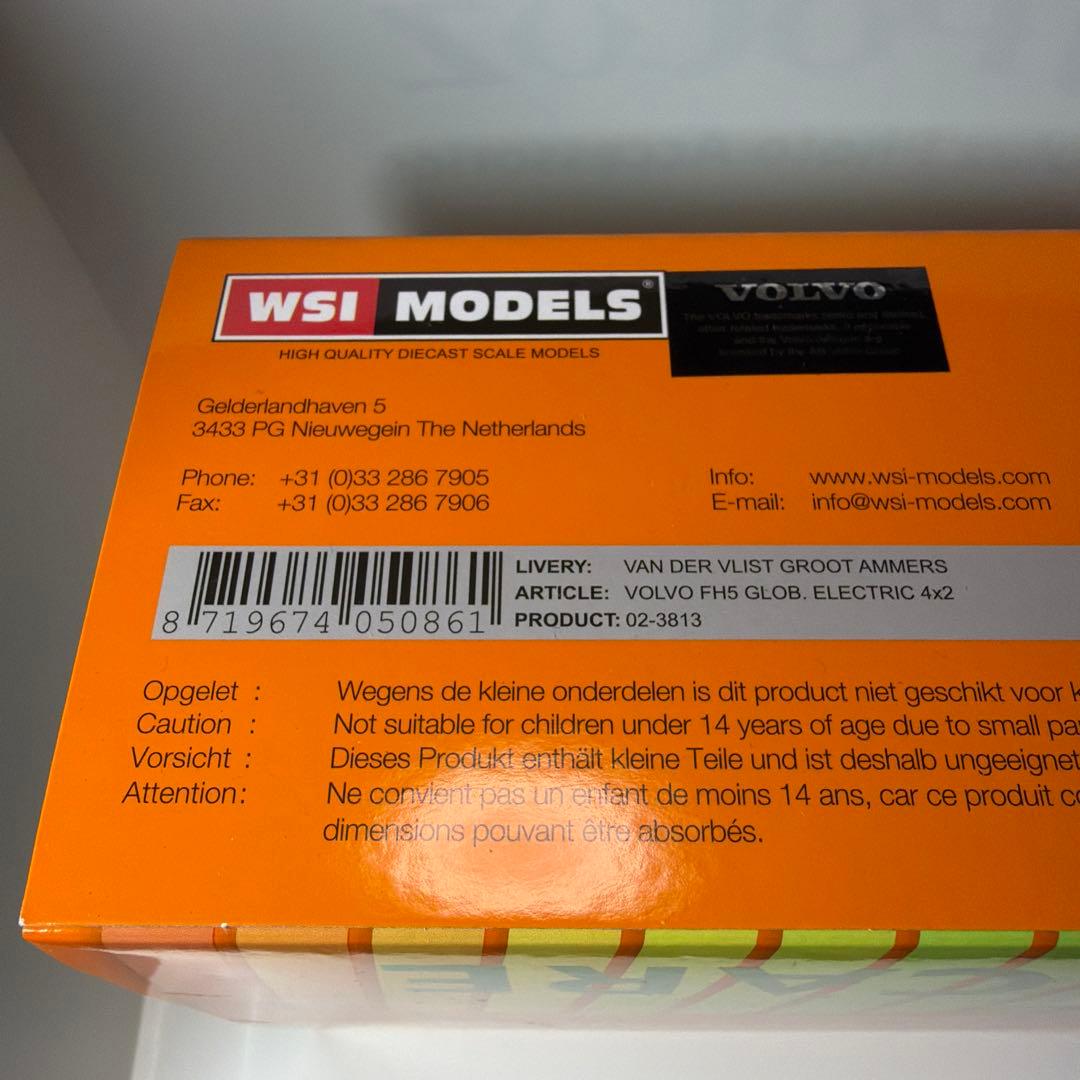 WSI MODELS®
HIGH QUALITY DIECAST SCALE MODELS
VOLVO
Gelderlandhaven 5
3433 PG Nieuwegein The Netherlands
Phone: +31 (0)33 286 7905
Fax: +31 (0)33 286 7906
Info: www.wsi-models.com
E-mail: info@wsi-models.com
8 719674 050861
LIVERY: VAN DER VLIST GROOT AMMERS
ARTICLE: VOLVO FH5 GLOB. ELECTRIC 4x2
PRODUCT: 02-3813
Opgelet : Wegens de kleine onderdelen is dit product niet geschikt voor
Caution : Not suitable for children under 14 years of age due to small
Vorsicht : Dieses Produkt enthält kleine Teile und ist deshalb ungeeignet
Attention: Ne convient pas un enfant de moins 14 ans, car ce produit
dimensions pouvant être absorbés.